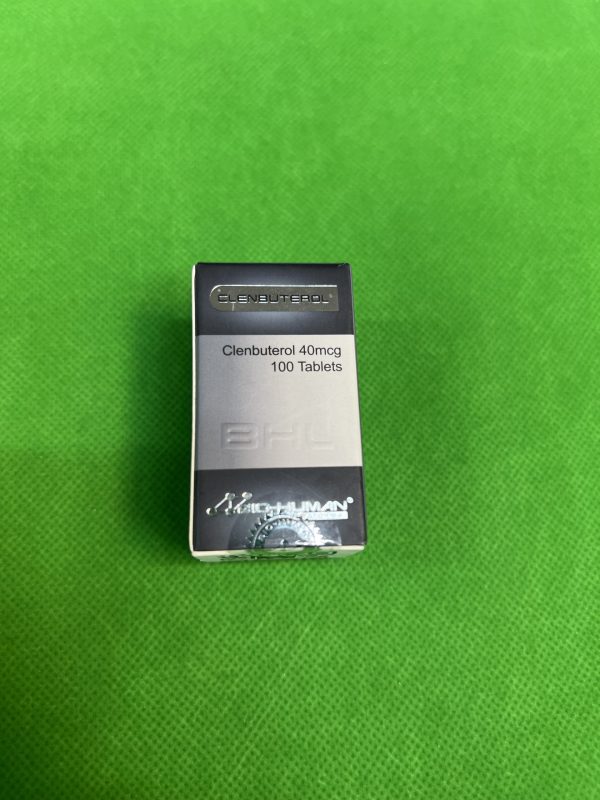 CLENBUTEROL®
Clenbuterol 40mcg
100 Tablets
BHL
BIO-HUMAN®